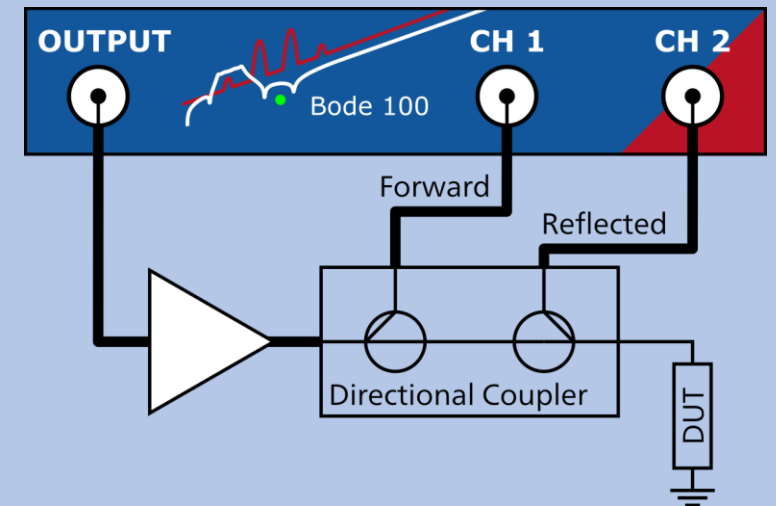 OUTPUT
CH 1
CH 2
Bode 100
Forward
Reflected
Directional Coupler
DUT